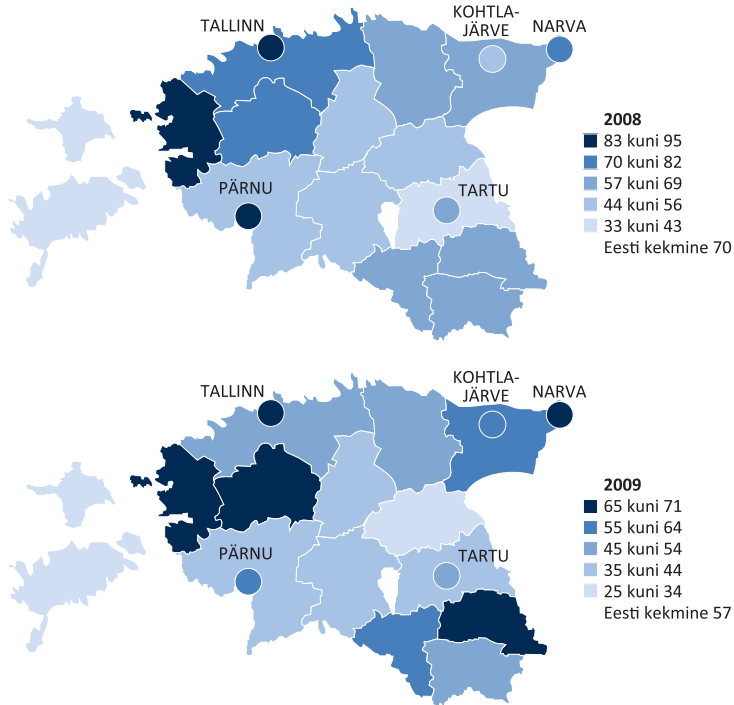 TALLINN
KOHTLA-
JÄRVE
NARVA
PÄRNU
TARTU
2008
83 kuni 95
70 kuni 82
57 kuni 69
44 kuni 56
33 kuni 43
Eesti kekmine 70
TALLINN
KOHTLA-
JÄRVE
NARVA
PÄRNU
TARTU
2009
65 kuni 71
55 kuni 64
45 kuni 54
35 kuni 44
25 kuni 34
Eesti kekmine 57